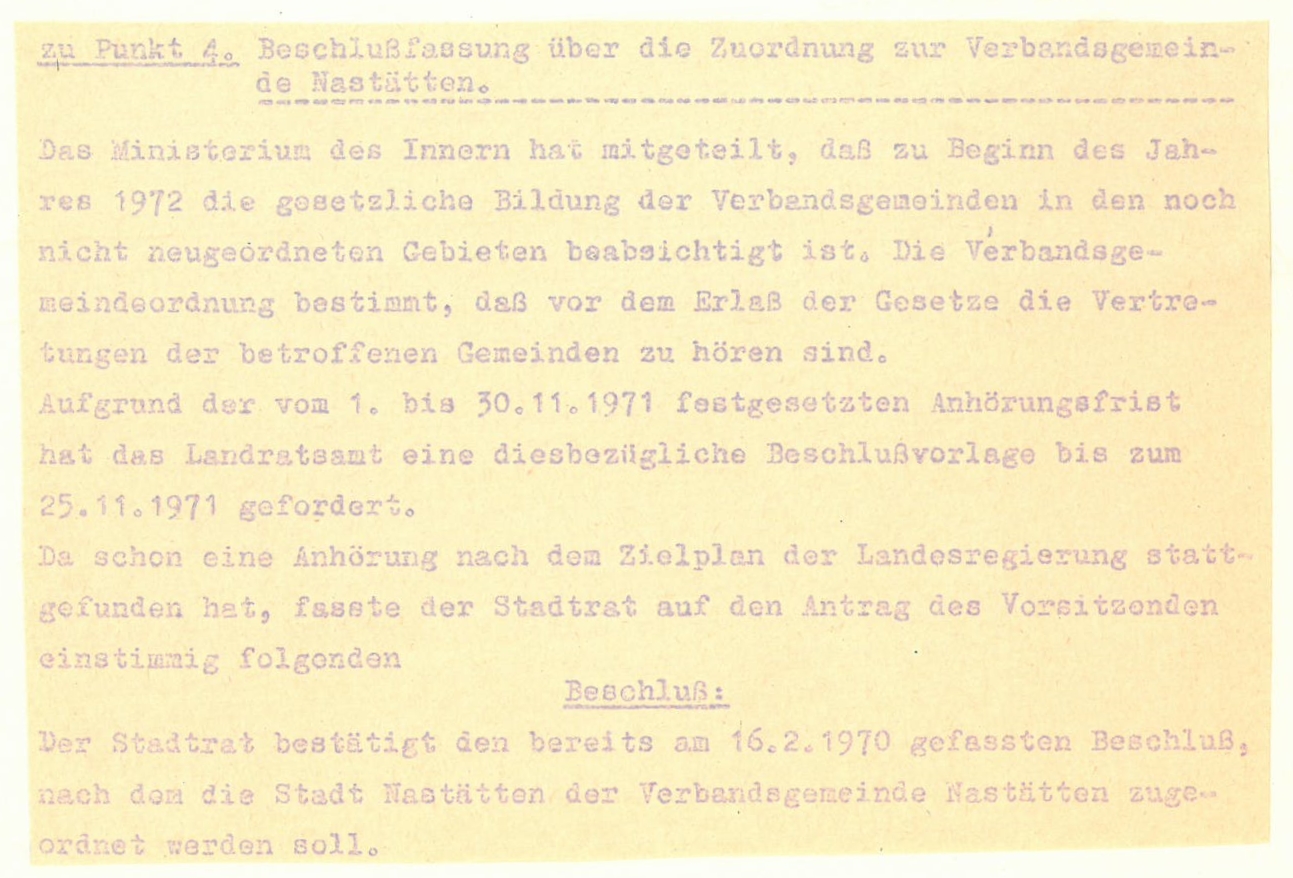 zu Punkt 4. Beschlußfassung über die Zuordnung zur Verbandsgemein-
de Nastätten.
Das Ministerium des Innern hat mitgeteilt, daß zu Beginn des Jah-
res 1972 die gesetzliche Bildung der Verbandsgemeinden in den noch
nicht neugeordneten Gebieten beabsichtigt ist. Die Verbandsge-
meindeordnung bestimmt, daß vor dem Erlaß der Gesetze die Vertre-
tungen der betroffenen Gemeinden zu hören sind.
Aufgrund der vom 1. bis 30.11.1971 festgesetzten Anhörungsfrist
hat das Landratsamt eine diesbezügliche Beschlußvorlage bis zum
25.11.1971 gefordert.
Da schon eine Anhörung nach dem Zielplan der Landesregierung statt-
gefunden hat, fasste der Stadtrat auf den Antrag des Vorsitzenden
einstimmig folgenden
Beschluß:
Der Stadtrat bestätigt den bereits am 16.2.1970 gefassten Beschluß,
nach dem die Stadt Nastätten der Verbandsgemeinde Nastätten zuge-
ordnet werden soll.